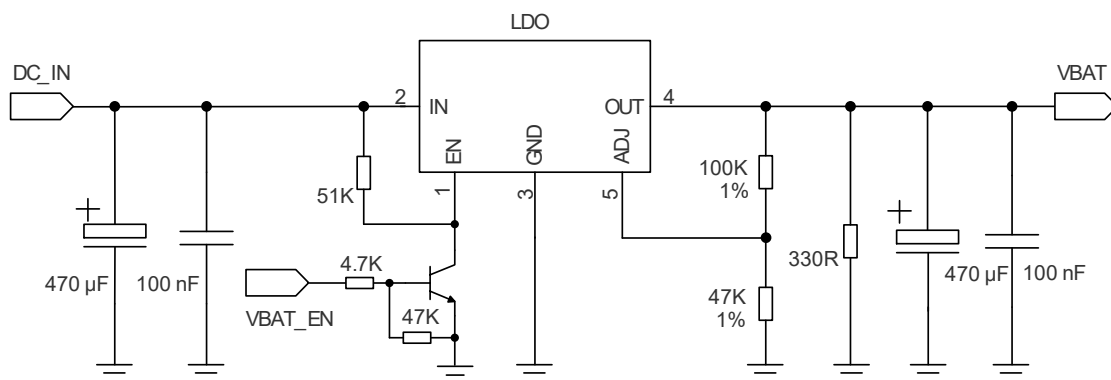 LDO
DC_IN
VBAT
2
IN
OUT
4
EN
GND
ADJ
1
3
5
51K
100K
1%
+
470 µF
100 nF
4.7K
VBAT_EN
47K
330R
47K
1%
+
470 µF
100 nF